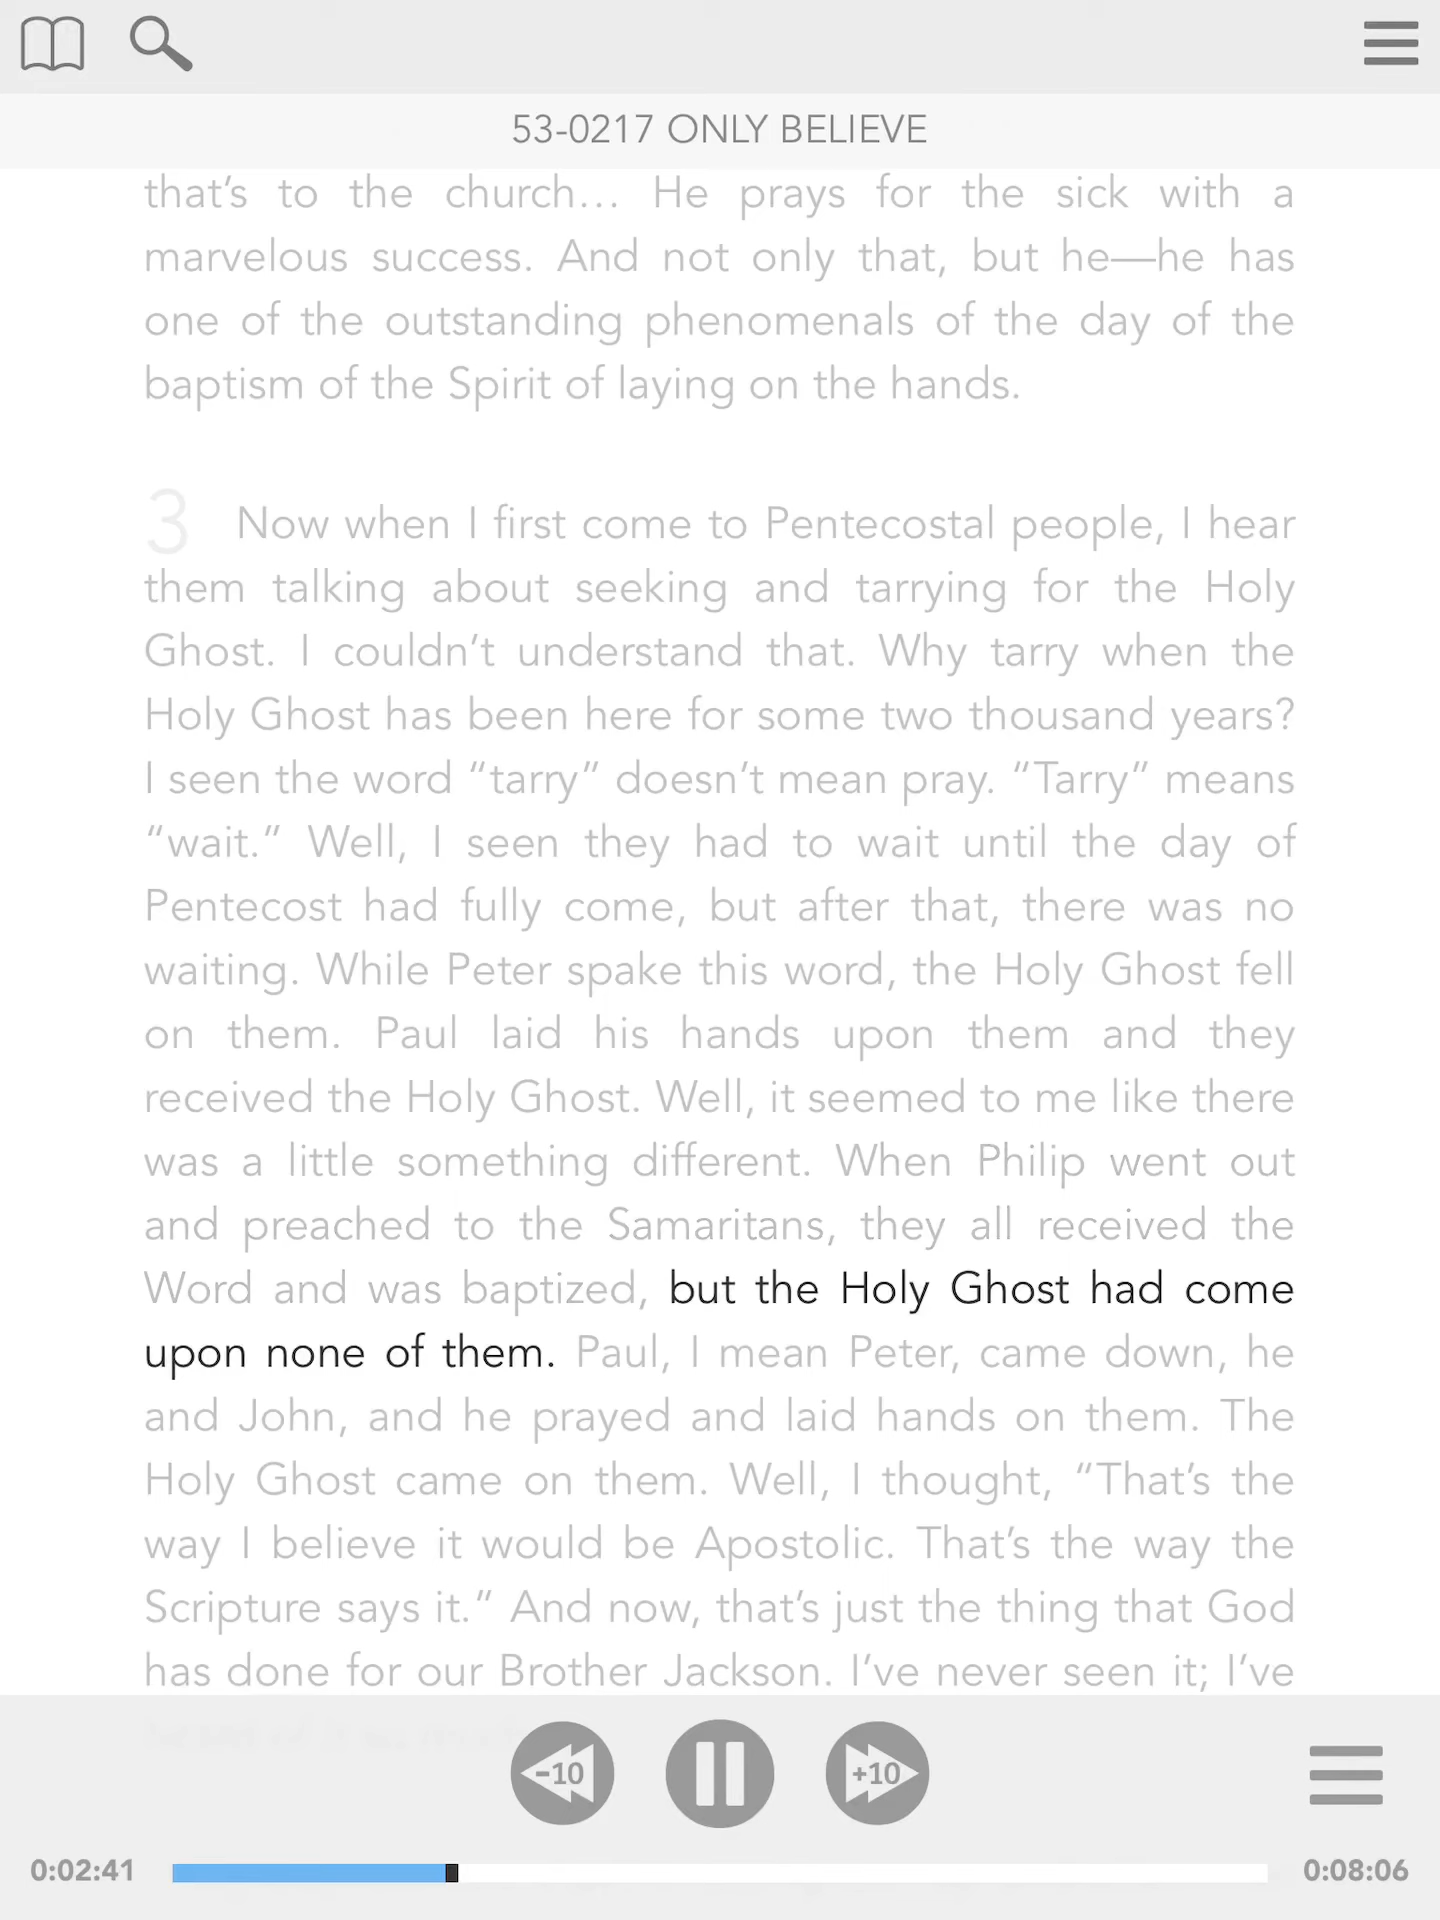 53-0217 ONLY BELIEVE
that’s to the church… He prays for the sick with a
marvelous success. And not only that, but he—he has
one of the outstanding phenomenals of the day of the
baptism of the Spirit of laying on the hands.
3 Now when I first come to Pentecostal people, I hear
them talking about seeking and tarrying for the Holy
Ghost. I couldn’t understand that. Why tarry when the
Holy Ghost has been here for some two thousand years?
I seen the word “tarry” doesn’t mean pray. “Tarry” means
“wait.” Well, I seen they had to wait until the day of
Pentecost had fully come, but after that, there was no
waiting. While Peter spake this word, the Holy Ghost fell
on them. Paul laid his hands upon them and they
received the Holy Ghost. Well, it seemed to me like there
was a little something different. When Philip went out
and preached to the Samaritans, they all received the
Word and was baptized, but the Holy Ghost had come
upon none of them. Paul, I mean Peter, came down, he
and John, and he prayed and laid hands on them. The
Holy Ghost came on them. Well, I thought, “That’s the
way I believe it would be Apostolic. That’s the way the
Scripture says it.” And now, that’s just the thing that God
has done for our Brother Jackson. I’ve never seen it; I’ve
-10 +10
0:02:41 0:08:06